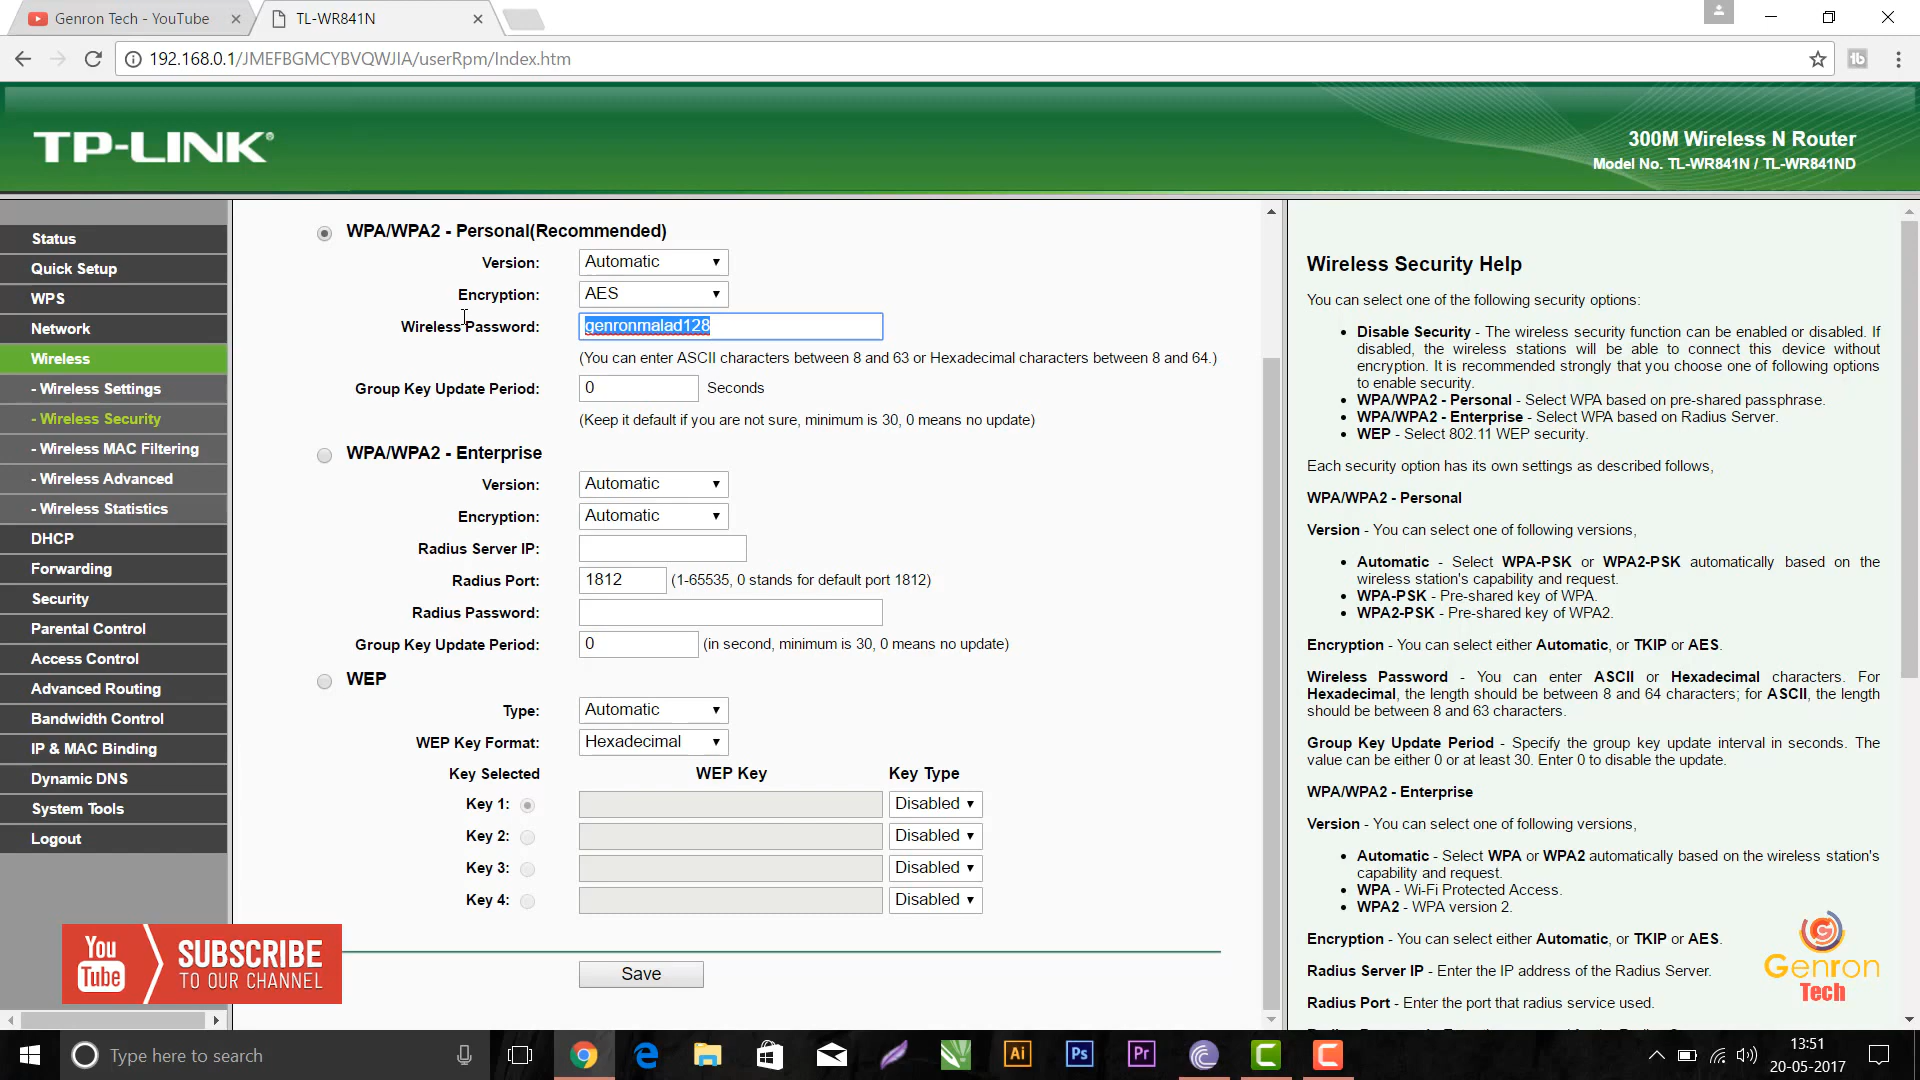 Genron Tech - YouTube
TL-WR841N
192.168.0.1/JMEFBGMCYBVQWJIA/userRpm/Index.htm
TP-LINK®
300M Wireless N Router
Model No. TL-WR841N / TL-WR841ND
Status
Quick Setup
WPS
Network
Wireless
- Wireless Settings
- Wireless Security
- Wireless MAC Filtering
- Wireless Advanced
- Wireless Statistics
DHCP
Forwarding
Security
Parental Control
Access Control
Advanced Routing
Bandwidth Control
IP & MAC Binding
Dynamic DNS
System Tools
Logout
WPA/WPA2 - Personal(Recommended)
Version: Automatic
Encryption: AES
Wireless Password: genronmalad128
(You can enter ASCII characters between 8 and 63 or Hexadecimal characters between 8 and 64.)
Group Key Update Period: 0 Seconds
(Keep it default if you are not sure, minimum is 30, 0 means no update)
WPA/WPA2 - Enterprise
Version: Automatic
Encryption: Automatic
Radius Server IP:
Radius Port: 1812 (1-65535, 0 stands for default port 1812)
Radius Password:
Group Key Update Period: 0 (in second, minimum is 30, 0 means no update)
WEP
Type: Automatic
WEP Key Format: Hexadecimal
Key Selected WEP Key Key Type
Key 1: Disabled
Key 2: Disabled
Key 3: Disabled
Key 4: Disabled
Save
Wireless Security Help
You can select one of the following security options:
• Disable Security - The wireless security function can be enabled or disabled. If
disabled, the wireless stations will be able to connect this device without
encryption. It is recommended strongly that you choose one of following options
to enable security.
• WPA/WPA2 - Personal - Select WPA based on pre-shared passphrase.
• WPA/WPA2 - Enterprise - Select WPA based on Radius Server.
• WEP - Select 802.11 WEP security.
Each security option has its own settings as described follows,
WPA/WPA2 - Personal
Version - You can select one of following versions,
• Automatic - Select WPA-PSK or WPA2-PSK automatically based on the
wireless station's capability and request.
• WPA-PSK - Pre-shared key of WPA.
• WPA2-PSK - Pre-shared key of WPA2.
Encryption - You can select either Automatic, or TKIP or AES.
Wireless Password - You can enter ASCII or Hexadecimal characters. For
Hexadecimal, the length should be between 8 and 64 characters; for ASCII, the length
should be between 8 and 63 characters.
Group Key Update Period - Specify the group key update interval in seconds. The
value can be either 0 or at least 30. Enter 0 to disable the update.
WPA/WPA2 - Enterprise
Version - You can select one of following versions,
• Automatic - Select WPA or WPA2 automatically based on the wireless station's
capability and request.
• WPA - Wi-Fi Protected Access.
• WPA2 - WPA version 2.
Encryption - You can select either Automatic, or TKIP or AES.
Radius Server IP - Enter the IP address of the Radius Server.
Radius Port - Enter the port that radius service used.
You
Tube
SUBSCRIBE
TO OUR CHANNEL
Genron
Tech
Type here to search
Ai
Ps
Pr
13:51
20-05-2017